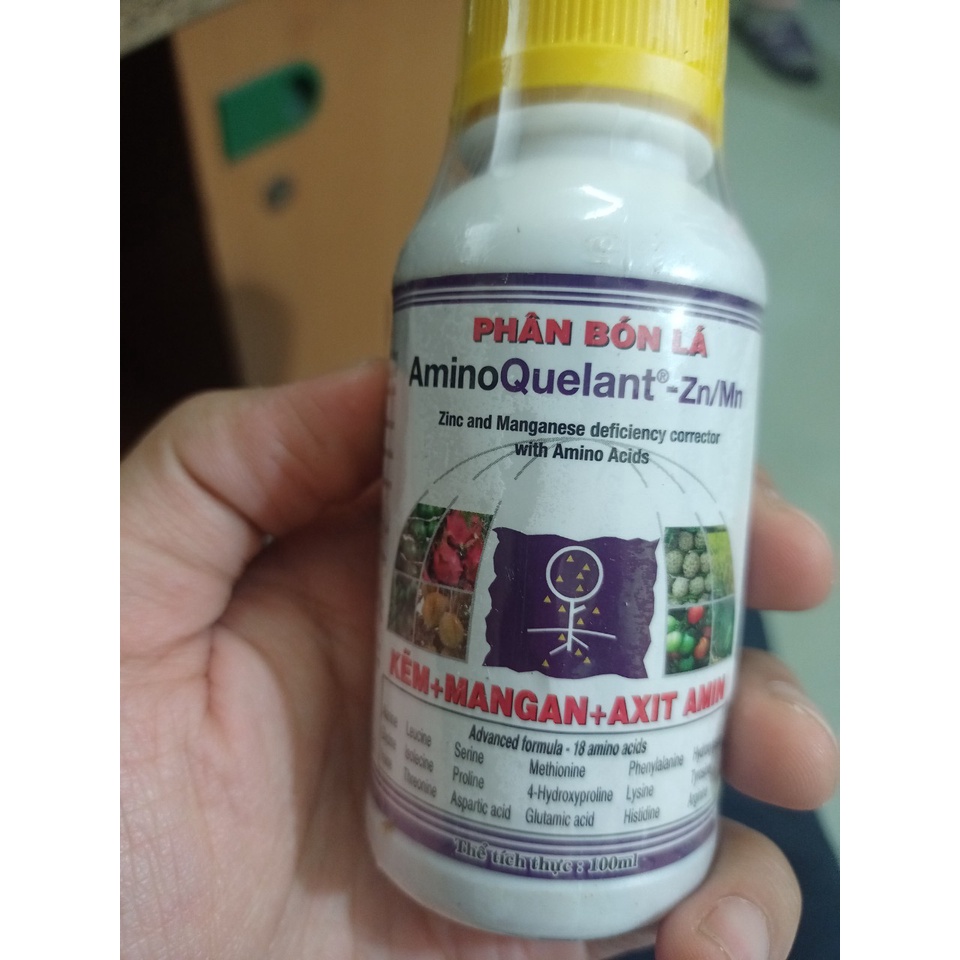 PHÂN BÓN LÁ
AminoQuelant®-Zn/Mn
Zinc and Manganese deficiency corrector
with Amino Acids
KẼM+MANGAN+AXIT AMIN
Advanced formula - 18 amino acids
Leucine Serine Methionine Phenylalanine
Proline 4-Hydroxyproline Lysine
Aspartic acid Glutamic acid Histidine
Thể tích thực : 100ml